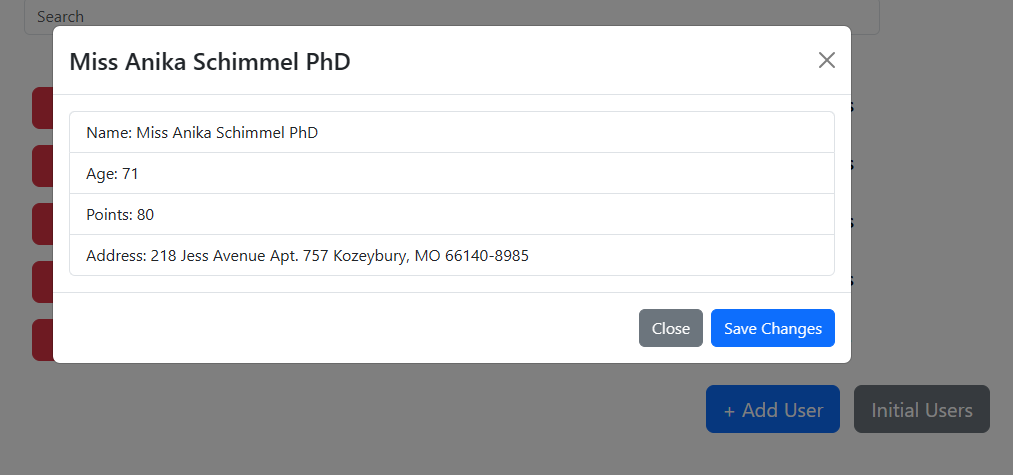 Search
Miss Anika Schimmel PhD
Name: Miss Anika Schimmel PhD
Age: 71
Points: 80
Address: 218 Jess Avenue Apt. 757 Kozeybury, MO 66140-8985
Close
Save Changes
+ Add User
Initial Users